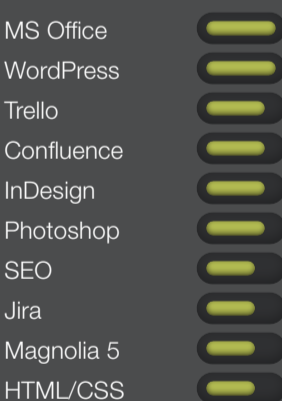 MS Office
WordPress
Trello
Confluence
InDesign
Photoshop
SEO
Jira
Magnolia 5
HTML/CSS